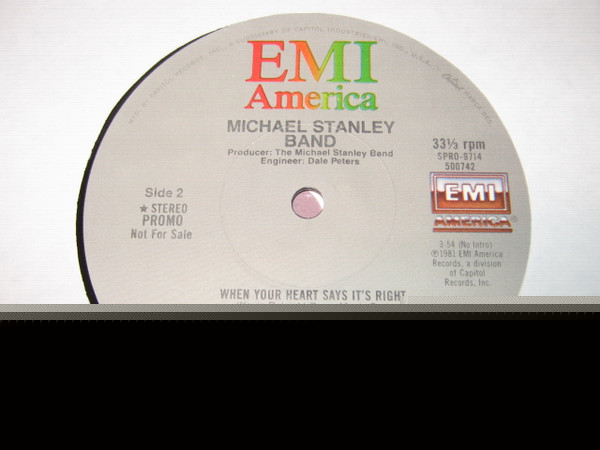 EMI
America
MICHAEL STANLEY
BAND
Producer: The Michael Stanley Band
Engineer: Dale Peters
33⅓ rpm
SPRO-9714
500742
Side 2
★ STEREO
PROMO
Not For Sale
EMI
AMERICA®
3:54 (No Intro)
℗1981 EMI America
Records, a division
of Capitol
Records, Inc.
WHEN YOUR HEART SAYS IT'S RIGHT